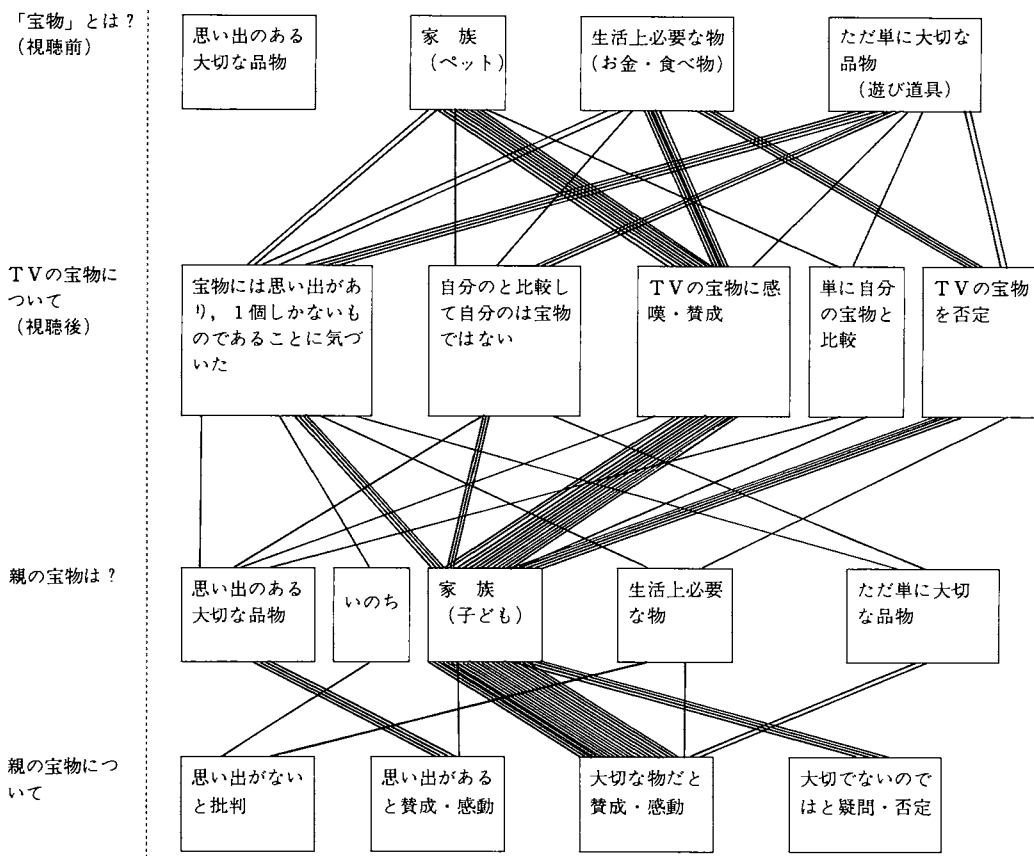 「宝物」とは？
（視聴前）
思い出のある
大切な品物
家　族
（ペット）
生活上必要な物
（お金・食べ物）
ただ単に大切な
品物
（遊び道具）
ＴＶの宝物に
ついて
（視聴後）
宝物には思い出があ
り，１個しかないも
のであることに気づ
いた
自分のと比較し
て自分のは宝物
ではない
ＴＶの宝物に感
嘆・賛成
単に自分
の宝物と
比較
ＴＶの宝物
を否定
親の宝物は？
思い出のある
大切な品物
いのち
家　族
（子ども）
生活上必要
な物
ただ単に大切
な品物
親の宝物につ
いて
思い出がない
と批判
思い出がある
と賛成・感動
大切な物だと
賛成・感動
大切でないので
はと疑問・否定